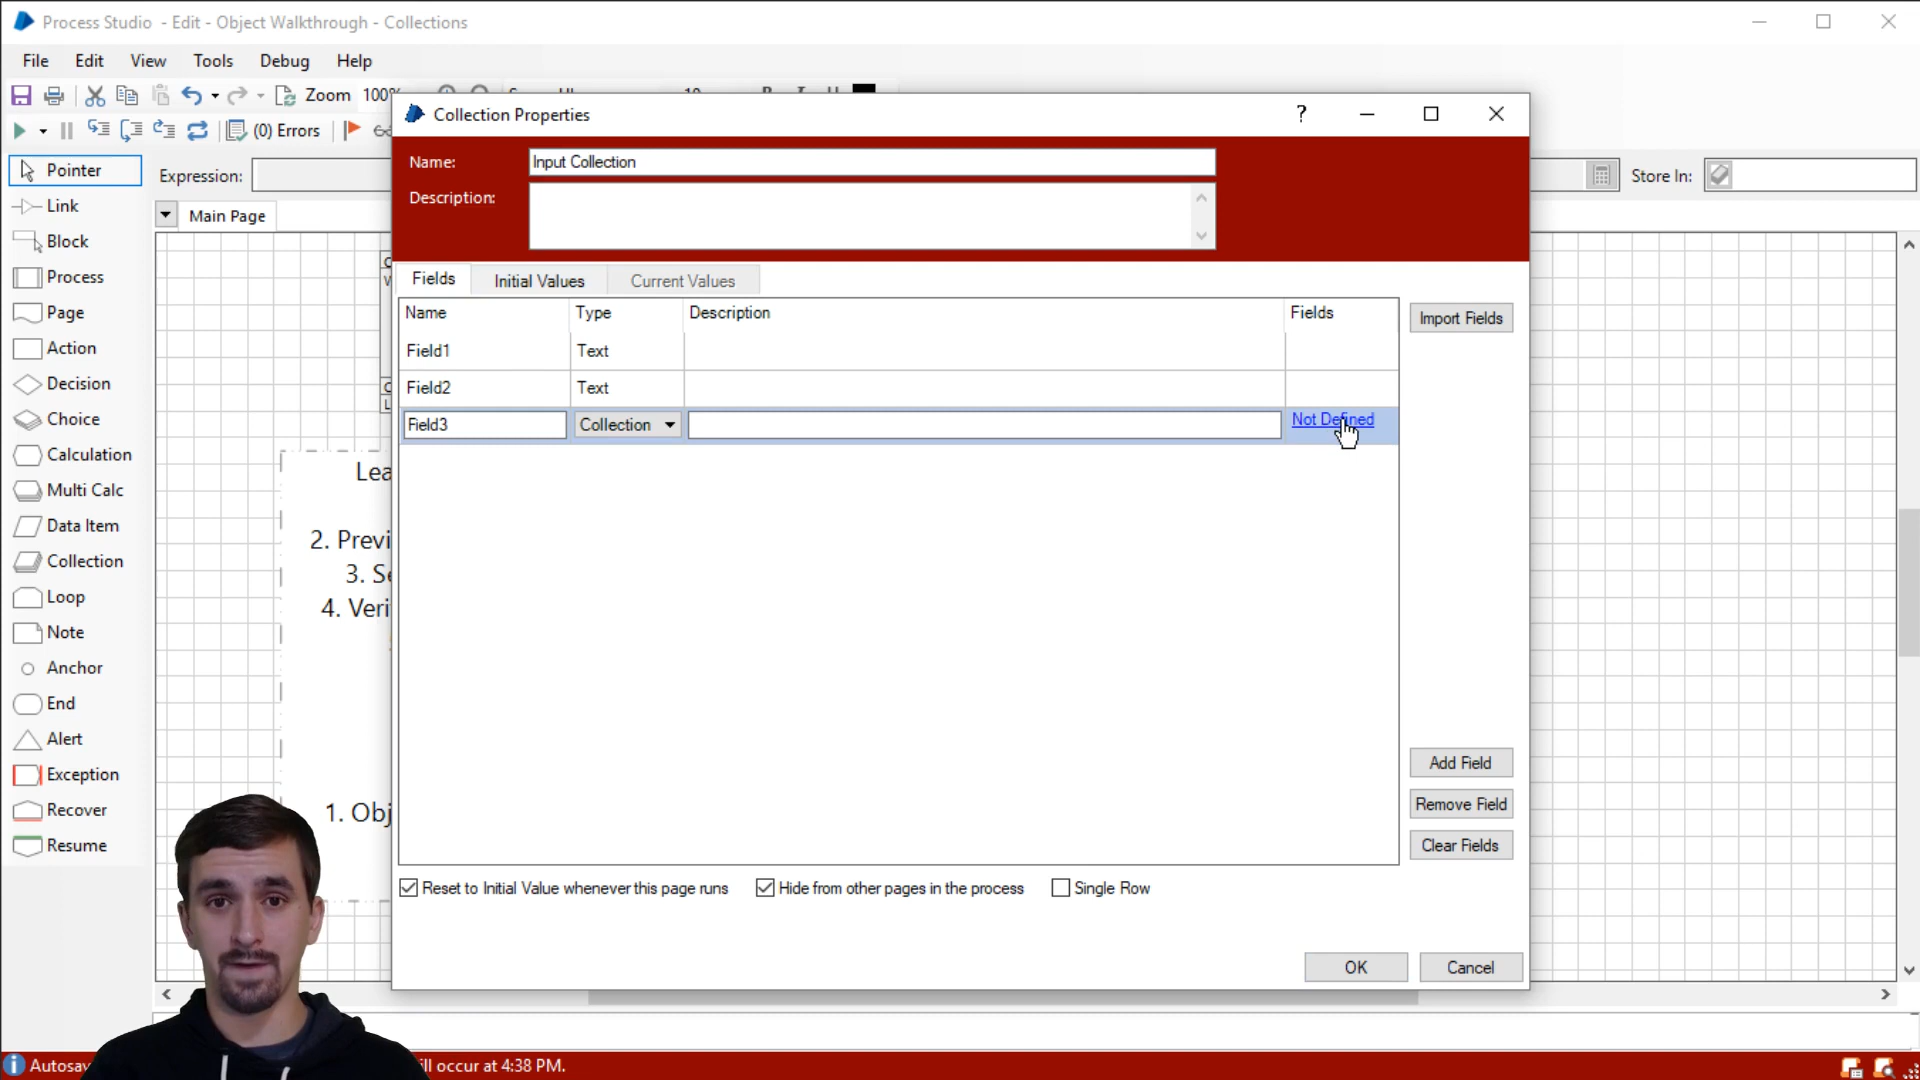 Process Studio - Edit - Object Walkthrough - Collections
File Edit View Tools Debug Help
Zoom 100%
(0) Errors
Pointer
Link
Block
Process
Page
Action
Decision
Choice
Calculation
Multi Calc
Data Item
Collection
Loop
Note
Anchor
End
Alert
Exception
Recover
Resume
Expression:
Store In:
Main Page
2. Previ
4. Veri
1. Obj
Collection Properties
?
Name: Input Collection
Description:
Fields Initial Values Current Values
Name Type Description Fields
Field1 Text
Field2 Text
Field3 Collection Not Defined
Import Fields
Add Field
Remove Field
Clear Fields
Reset to Initial Value whenever this page runs Hide from other pages in the process Single Row
OK Cancel
ill occur at 4:38 PM.